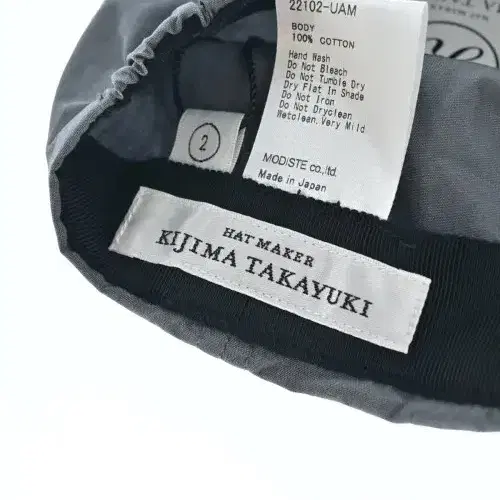 22102-UAM
BODY
100% COTTON
Hand Wash
Do Not Bleach
Do Not Tumble Dry
Dry Flat In Shade
Do Not Iron
Do Not Dryclean
Wetclean.Very Mild
MODISTE co.,ltd.
Made in Japan
2
HAT MAKER
KIJIMA TAKAYUKI